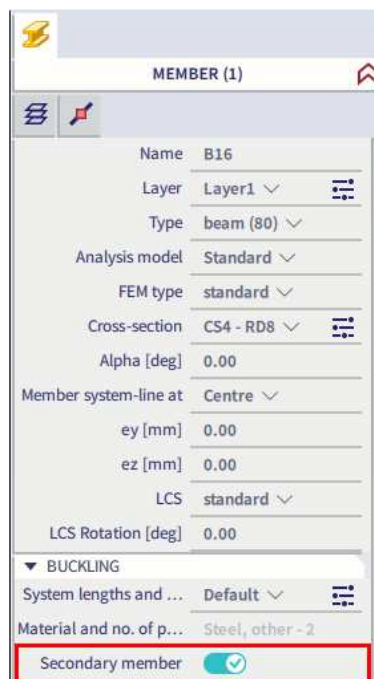 MEMBER (1)
Name B16
Layer Layer1
Type beam (80)
Analysis model Standard
FEM type standard
Cross-section CS4 - RD8
Alpha [deg] 0.00
Member system-line at Centre
ey [mm] 0.00
ez [mm] 0.00
LCS standard
LCS Rotation [deg] 0.00
BUCKLING
System lengths and ... Default
Material and no. of p... Steel, other - 2
Secondary member